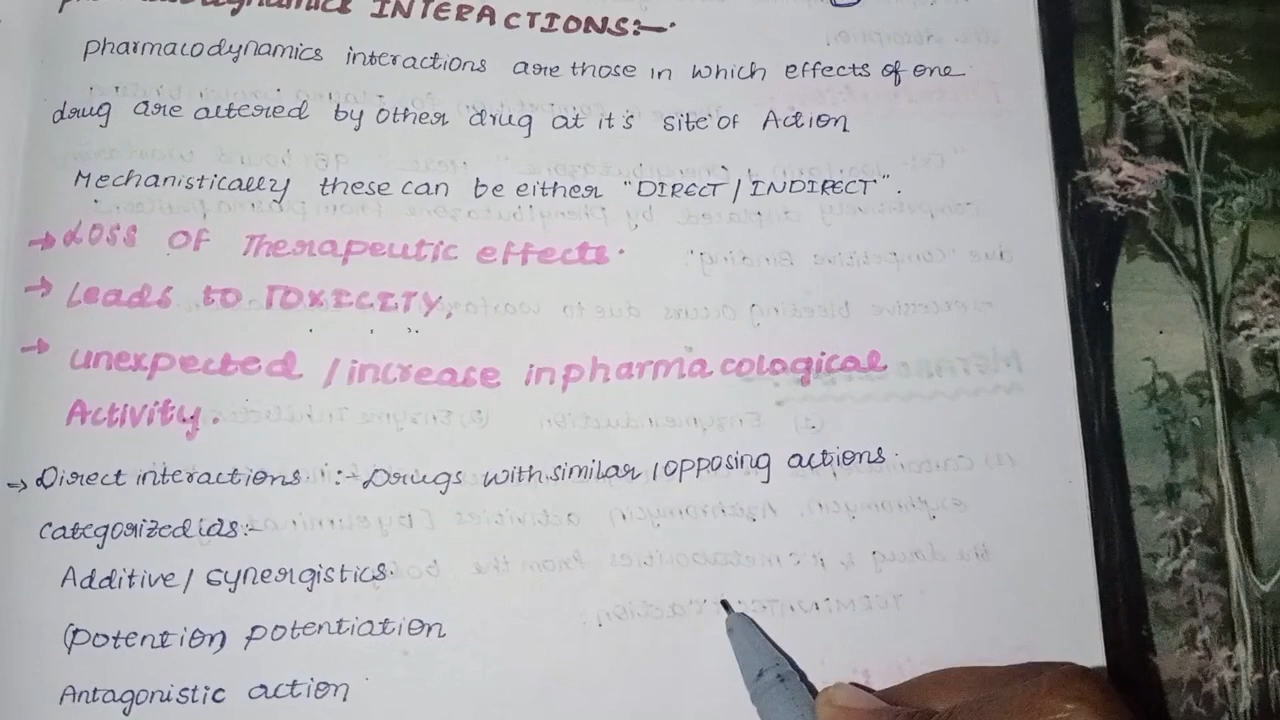 INTERACTIONS:-
pharmacodynamics interactions are those in which effects of one
drug are altered by other drug at it's site of Action
Mechanistically these can be either "DIRECT / INDIRECT".
→ Loss OF Therapeutic effects.
→ Leads to TOXICITY,
→ unexpected / increase in pharmacological
Activity.
→ Direct interactions :- Drugs with similar / opposing actions.
categorized as:-
Additive / synergistics.
(potention) potentiation
Antagonistic action